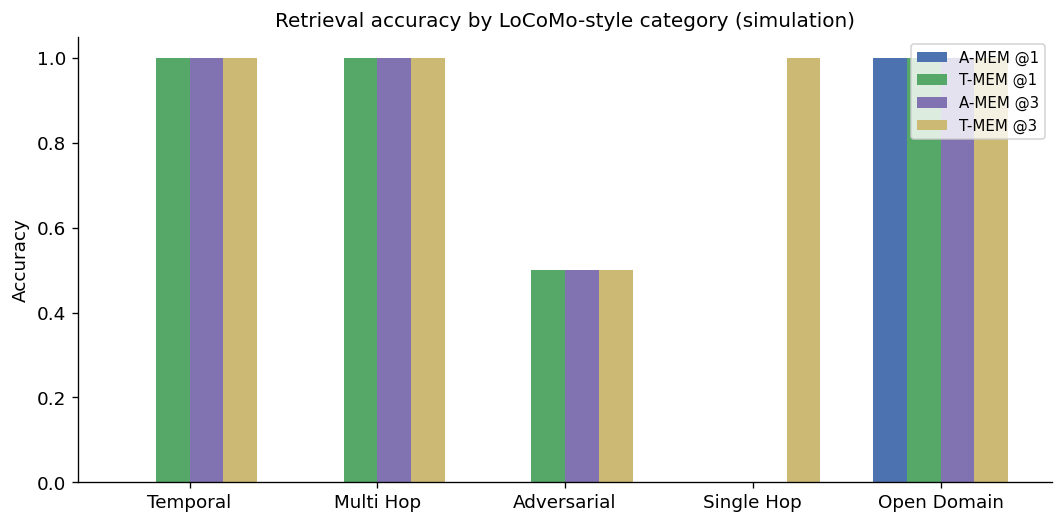 Retrieval accuracy by LoCoMo-style category (simulation)
A-MEM @1
T-MEM @1
A-MEM @3
T-MEM @3
Accuracy
1.0
0.8
0.6
0.4
0.2
0.0
Temporal
Multi Hop
Adversarial
Single Hop
Open Domain